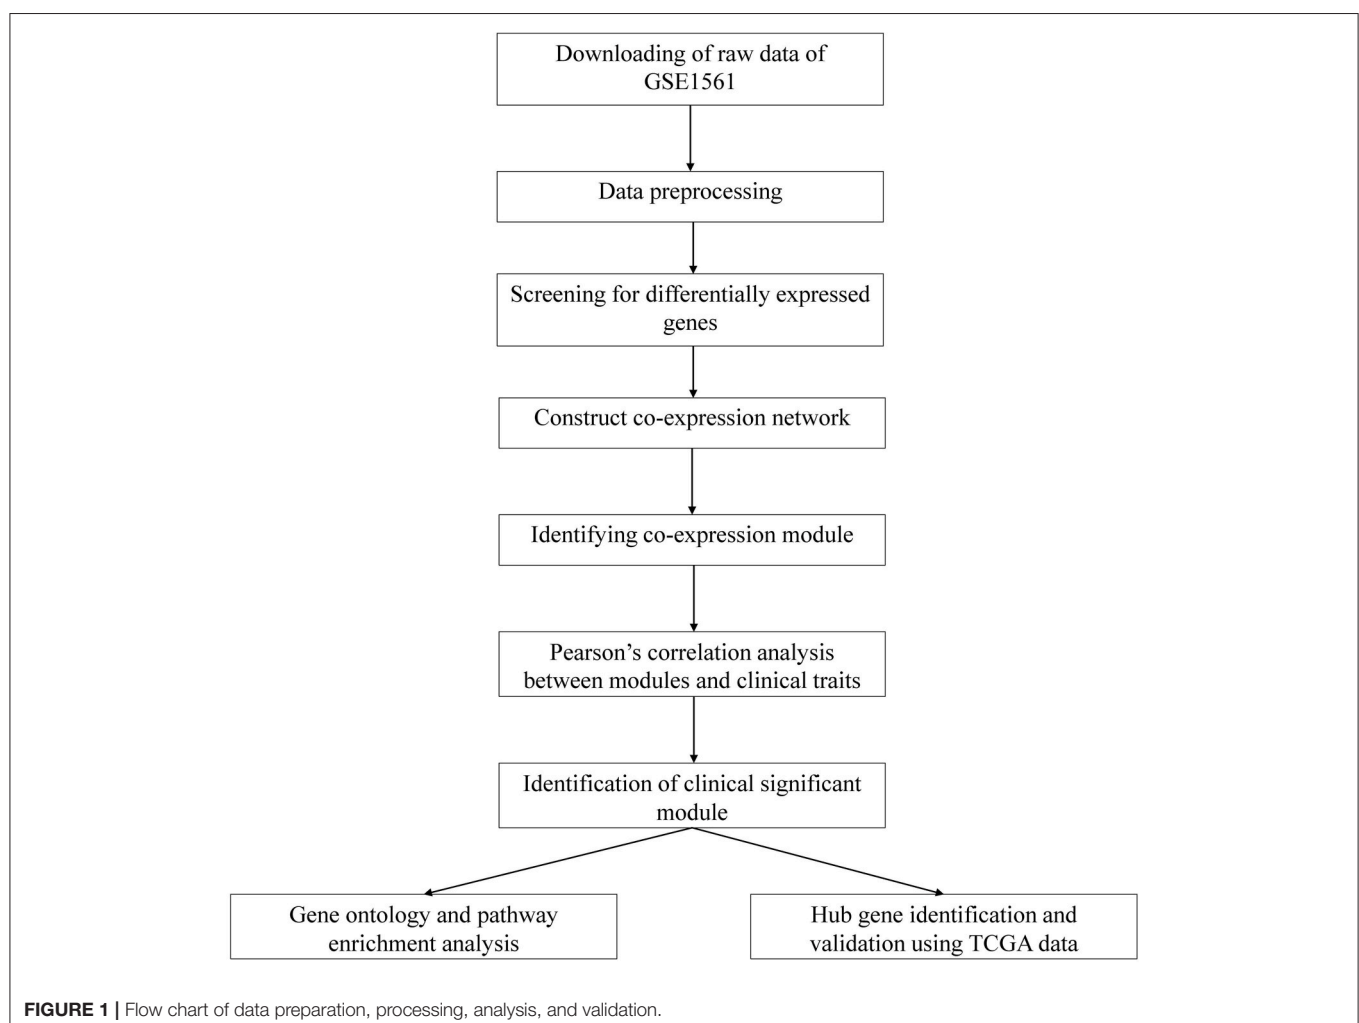 Downloading of raw data of
GSE1561
Data preprocessing
Screening for differentially expressed
genes
Construct co-expression network
Identifying co-expression module
Pearson’s correlation analysis
between modules and clinical traits
Identification of clinical significant
module
Gene ontology and pathway
enrichment analysis
Hub gene identification and
validation using TCGA data
FIGURE 1 | Flow chart of data preparation, processing, analysis, and validation.